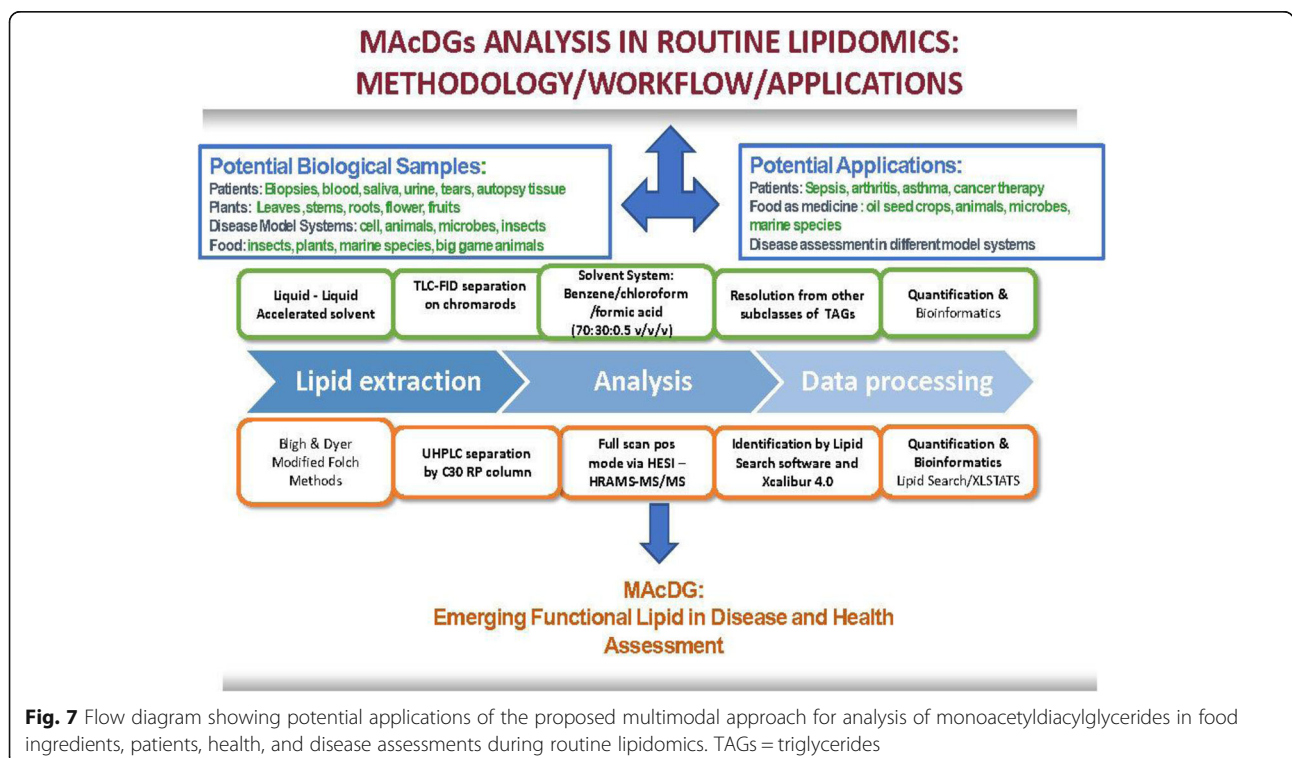 MAcDGs ANALYSIS IN ROUTINE LIPIDOMICS:
METHODOLOGY/WORKFLOW/APPLICATIONS
Potential Biological Samples:
Patients: Biopsies, blood, saliva, urine, tears, autopsy tissue
Plants: Leaves ,stems, roots, flower, fruits
Disease Model Systems: cell, animals, microbes, insects
Food: insects, plants, marine species, big game animals
Potential Applications:
Patients: Sepsis, arthritis, asthma, cancer therapy
Food as medicine : oil seed crops, animals, microbes,
marine species
Disease assessment in different model systems
Liquid - Liquid
Accelerated solvent
TLC-FID separation
on chromarods
Solvent System:
Benzene/chloroform
/formic acid
(70:30:0.5 v/v/v)
Resolution from other
subclasses of TAGs
Quantification &
Bioinformatics
Lipid extraction
Analysis
Data processing
Bligh & Dyer
Modified Folch
Methods
UHPLC separation
by C30 RP column
Full scan pos
mode via HESI –
HRAMS-MS/MS
Identification by Lipid
Search software and
Xcalibur 4.0
Quantification &
Bioinformatics
Lipid Search/XLSTATS
MAcDG:
Emerging Functional Lipid in Disease and Health
Assessment
Fig. 7 Flow diagram showing potential applications of the proposed multimodal approach for analysis of monoacetyldiacylglycerides in food
ingredients, patients, health, and disease assessments during routine lipidomics. TAGs = triglycerides